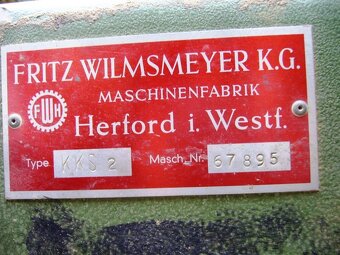 FRITZ WILMSMEYER K.G.
MASCHINENFABRIK
FWH
Herford i. Westf.
Type KKS 2 Masch. Nr. 67895